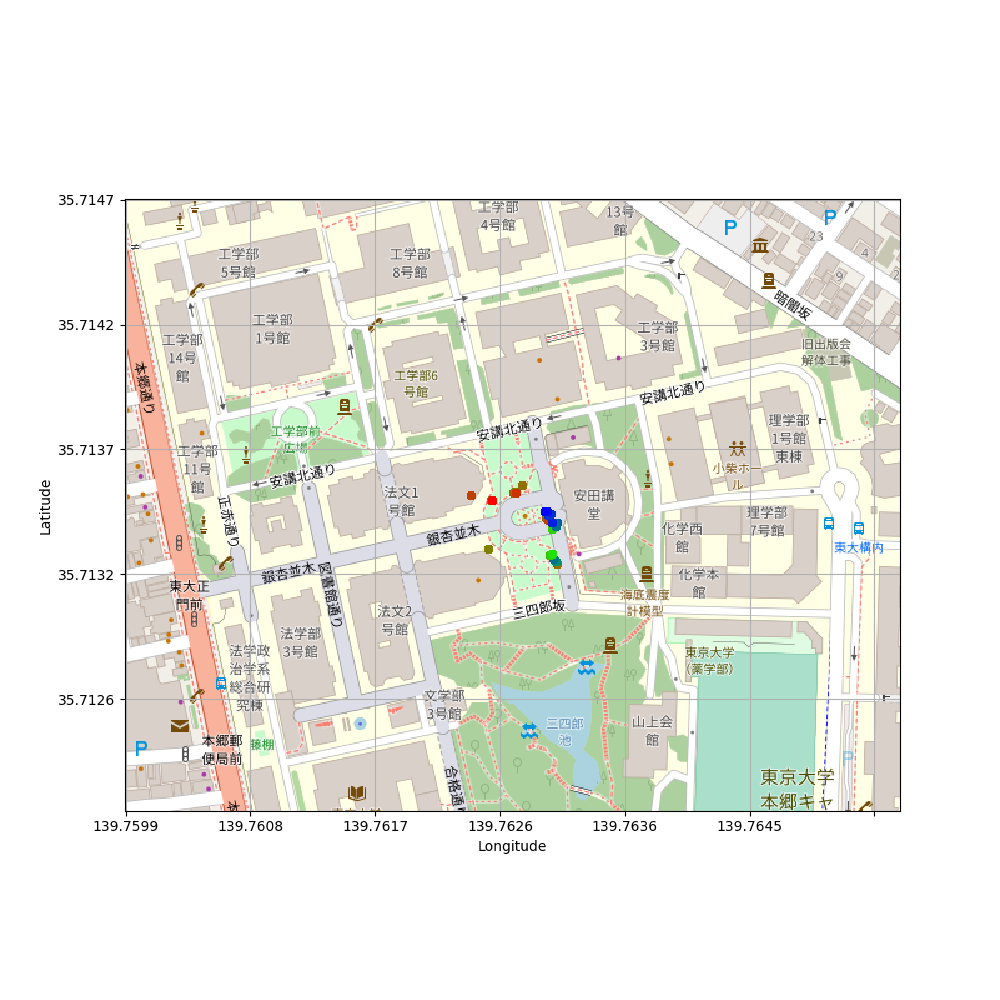 35.7147
35.7142
35.7137
35.7132
35.7126
139.7599
139.7608
139.7617
139.7626
139.7636
139.7645
Longitude
Latitude
工学部
4号館
13号
館
工学部
5号館
工学部
8号館
23
4
9
2
暗闇坂
工学部
14号
館
工学部
1号館
工学部
3号館
旧出版会
解体工事
本郷通り
工学部6
号館
安講北通り
工学部前
広場
安講北通り
理学部
1号館
東棟
工学部
11号
館
安講北通り
小柴ホー
ル
正歩通り
法文1
号館
安田講
堂
銀杏並木
化学西
館
理学部
7号館
東大構内
銀杏並木
図書館通り
化学本
館
東大正
門前
海底震度
計模型
三四郎坂
法文2
号館
法学部
3号館
法学政
治学系
総合研
究棟
東京大学
(薬学部)
文学部
3号館
三四郎
池
山上会
館
本郷郵
便局前
藤棚
合格通り
東京大学
本郷キャ
本
P
P
P
P